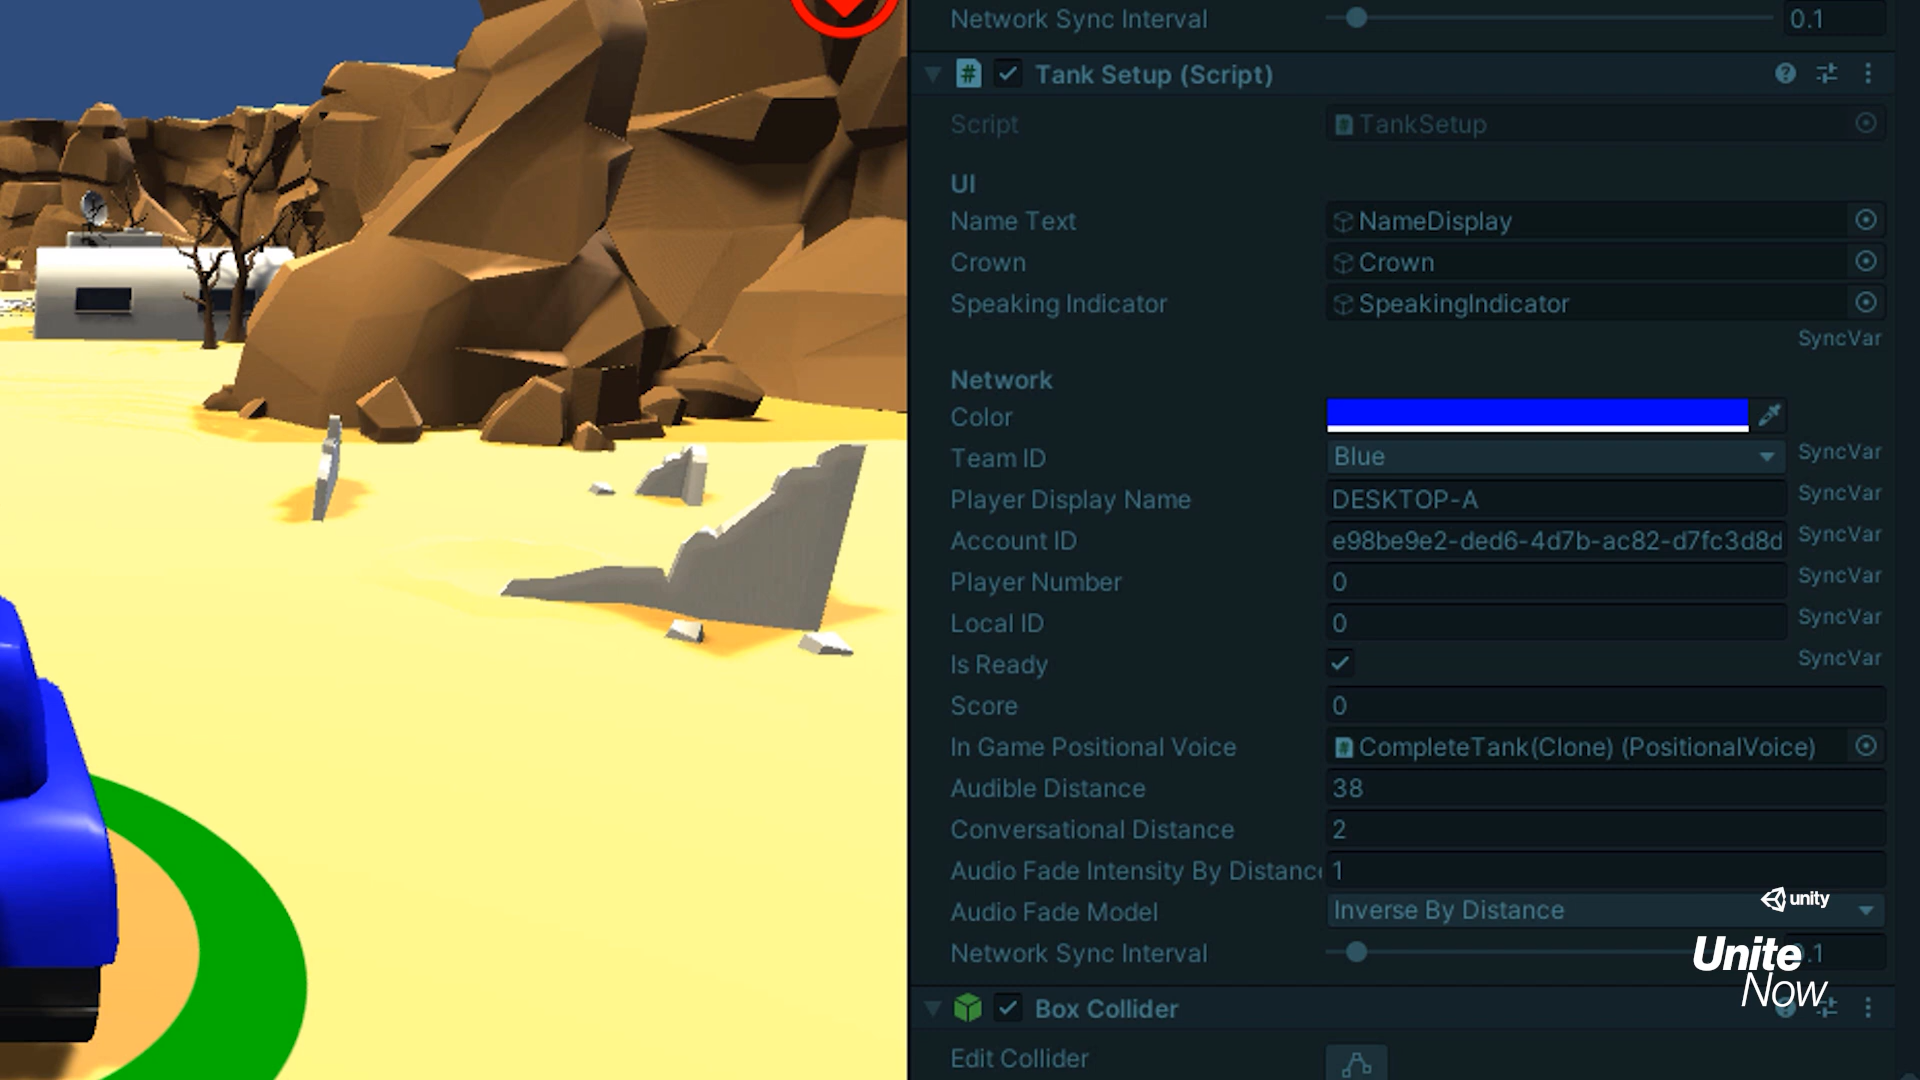 Network Sync Interval 0.1
Tank Setup (Script)
Script TankSetup
UI
Name Text NameDisplay
Crown Crown
Speaking Indicator SpeakingIndicator
SyncVar
Network
Color
Team ID Blue SyncVar
Player Display Name DESKTOP-A SyncVar
Account ID e98be9e2-ded6-4d7b-ac82-d7fc3d8d SyncVar
Player Number 0 SyncVar
Local ID 0 SyncVar
Is Ready SyncVar
Score 0
In Game Positional Voice CompleteTank(Clone) (PositionalVoice)
Audible Distance 38
Conversational Distance 2
Audio Fade Intensity By Distanc 1
unity
Audio Fade Model Inverse By Distance
Network Sync Interval .1
Unite
Now
Box Collider
Edit Collider